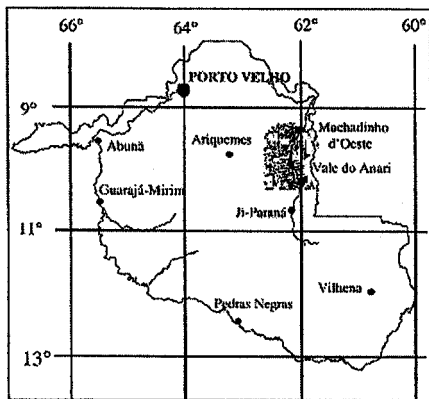 66° 64° 62° 60°
PORTO VELHO
9°
Machadinho
d'Oeste
Ariquemes
Abunã
Vale do Anari
Guarajá-Mirim
Ji-Paraná
11°
Vilhena
Pedras Negras
13°